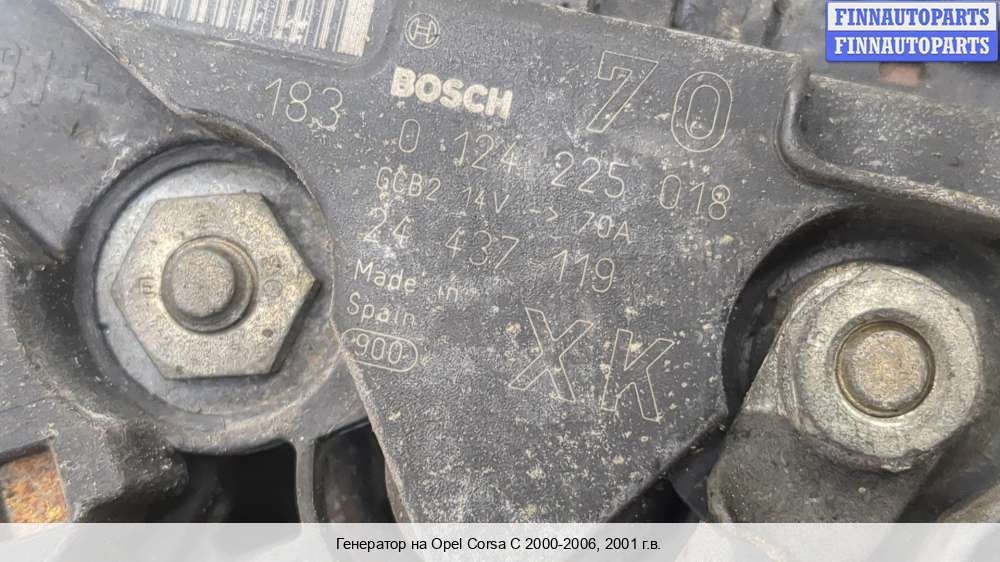 FINNAUTOPARTS
FINNAUTOPARTS
B1+
BOSCH
70
183
0 124 225 018
GCB2 14V -> 70A
24 437 119
Made in
Spain
900
XK
Генератор на Opel Corsa C 2000-2006, 2001 г.в.